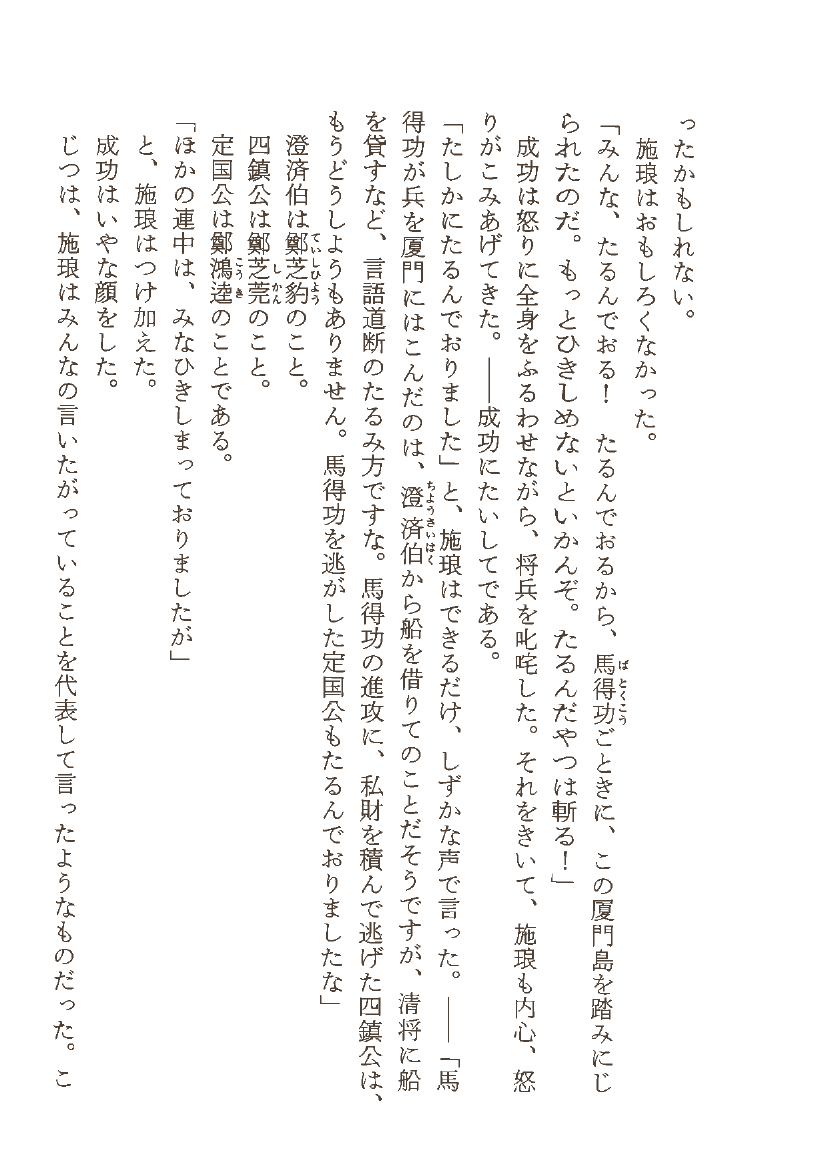 ったかもしれない。
施琅はおもしろくなかった。
「みんな、たるんでおる！　たるんでおるから、馬得功ごときに、この厦門島を踏みにじ
られたのだ。もっとひきしめないといかんぞ。たるんだやつは斬る！」
成功は怒りに全身をふるわせながら、将兵を叱咤した。それをきいて、施琅も内心、怒
りがこみあげてきた。――成功にたいしてである。
「たしかにたるんでおりました」と、施琅はできるだけ、しずかな声で言った。――「馬
得功が兵を厦門にはこんだのは、澄済伯から船を借りてのことだそうですが、清将に船
を貸すなど、言語道断のたるみ方ですな。馬得功の進攻に、私財を積んで逃げた四鎮公は、
もうどうしようもありません。馬得功を逃がした定国公もたるんでおりましたな」
澄済伯は鄭芝豹のこと。
四鎮公は鄭芝莞のこと。
定国公は鄭鴻逵のことである。
「ほかの連中は、みなひきしまっておりましたが」
と、施琅はつけ加えた。
成功はいやな顔をした。
じつは、施琅はみんなの言いたがっていることを代表して言ったようなものだった。こ